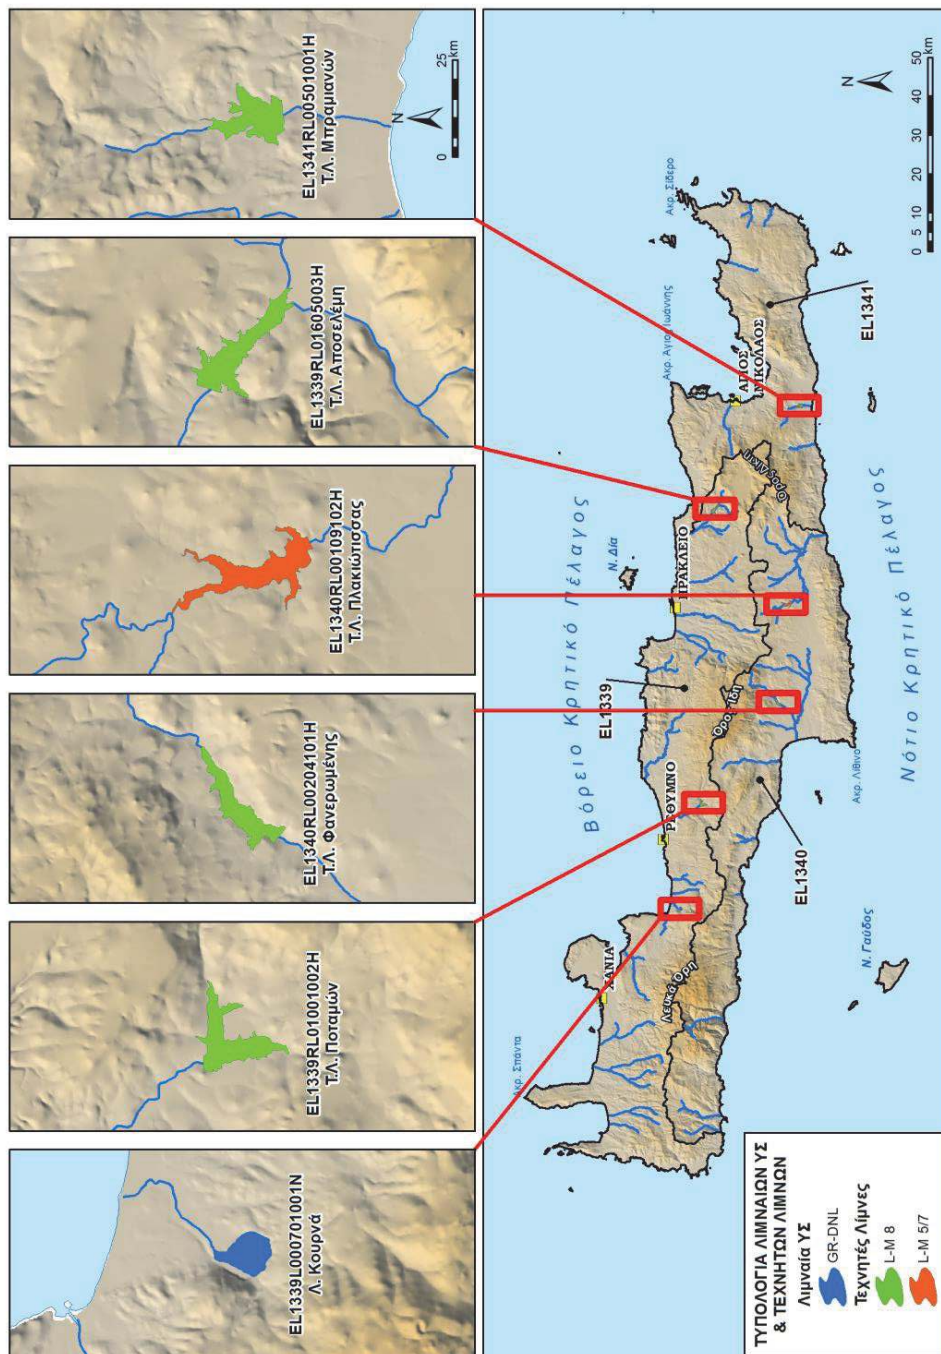 EL1339L000701001N
Λ. Κουρνά
EL1339RL01001002H
Τ.Λ. Ποταμών
EL1340RL00204101H
Τ.Λ. Φανερωμένης
EL1340RL00109102H
Τ.Λ. Πλακιώτισσας
EL1339RL01605003H
Τ.Λ. Αποσελέμη
EL1341RL00501001H
Τ.Λ. Μπραμιανών
N
0 25
km
Ακρ. Σπάντα
Βόρειο Κρητικό Πέλαγος
Ν. Δία
Ακρ. Άγιος Ιωάννης
Ακρ. Σίδερο
ΧΑΝΙΑ
ΡΕΘΥΜΝΟ
EL1339
ΗΡΑΚΛΕΙΟ
ΑΓΙΟΣ
ΝΙΚΟΛΑΟΣ
Λευκά Όρη
Όρος Ίδη
Όρος Δίκτη
EL1340
EL1341
Ακρ. Λίθινο
Ν. Γαύδος
Νότιο Κρητικό Πέλαγος
N
0 5 10 20 30 40 50
km
ΤΥΠΟΛΟΓΙΑ ΛΙΜΝΑΙΩΝ ΥΣ
& ΤΕΧΝΗΤΩΝ ΛΙΜΝΩΝ
Λιμναία ΥΣ
GR-DNL
Τεχνητές Λίμνες
L-M 8
L-M 5/7